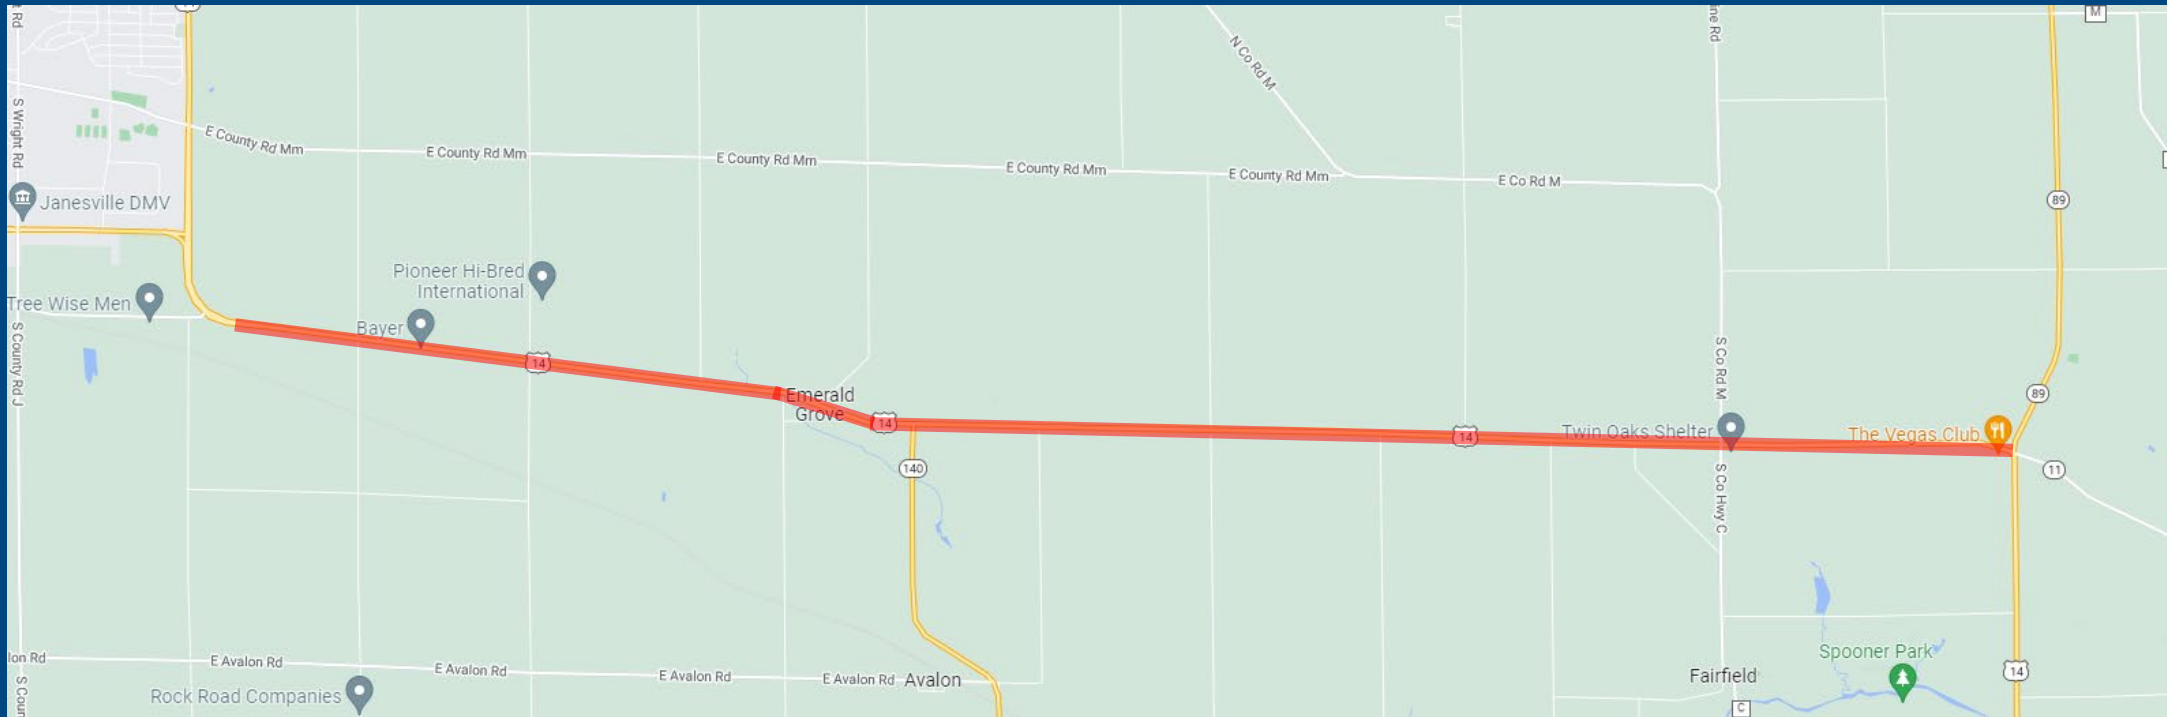 M
N Co Rd M
S Wright Rd
E County Rd Mm
E County Rd Mm
E County Rd Mm
E County Rd Mm
E County Rd Mm
E Co Rd M
Janesville DMV
89
Pioneer Hi-Bred
International
Tree Wise Men
Bayer
S County Rd J
14
S Co Rd M
Emerald
Grove
89
14
14
Twin Oaks Shelter
The Vegas Club
140
11
S Co Hwy C
E Avalon Rd
E Avalon Rd
E Avalon Rd
E Avalon Rd
Avalon
Spooner Park
Fairfield
14
Rock Road Companies
C